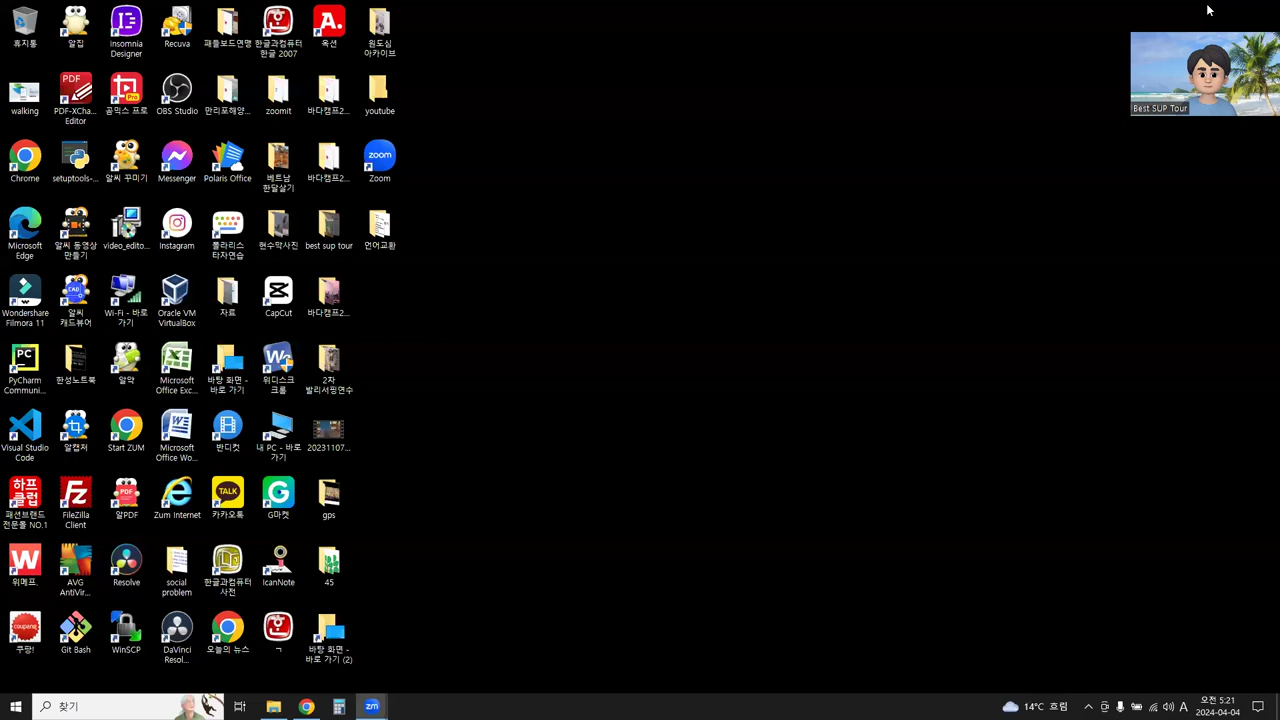 휴지통
알집
Insomnia
Designer
Recuva
패들보드연맹
한글과컴퓨터
한글 2007
A.
옥션
원도심
아카이브
Best SUP Tour
walking
PDF
PDF-XCha...
Editor
Pro
곰믹스 프로
OBS Studio
만리포해양...
zoomit
바다캠프2...
youtube
Chrome
setuptools-...
알씨 꾸미기
Messenger
Polaris Office
베트남
한달살기
바다캠프2...
zoom
Zoom
Microsoft
Edge
알씨 동영상
만들기
video_edito...
Instagram
폴라리스
타자연습
현수막사진
best sup tour
언어교환
Wondershare
Filmora 11
CAD
알씨
캐드뷰어
Wi-Fi - 바로
가기
Oracle VM
VirtualBox
자료
CapCut
바다캠프2...
PC
PyCharm
Communi...
한성노트북
알약
Microsoft
Office Exc...
바탕 화면 -
바로 가기
위디스크
크롬
2차
발리서핑연수
Visual Studio
Code
알캡처
Start ZUM
Microsoft
Office Wo...
반디컷
내 PC - 바로
가기
20231107...
하프
클럽
패션브랜드
전문몰 NO.1
Fz
FileZilla
Client
PDF
알PDF
Zum Internet
TALK
카카오톡
G
G마켓
gps
W
위메프.
AVG
AntiVir...
Resolve
social
problem
한글과컴퓨터
사전
IcanNote
45
coupang
쿠팡!
Git Bash
WinSCP
DaVinci
Resol...
오늘의 뉴스
ㄱ
바탕 화면 -
바로 가기 (2)
찾기
zm
14℃ 흐림
A
오전 5:21
2024-04-04